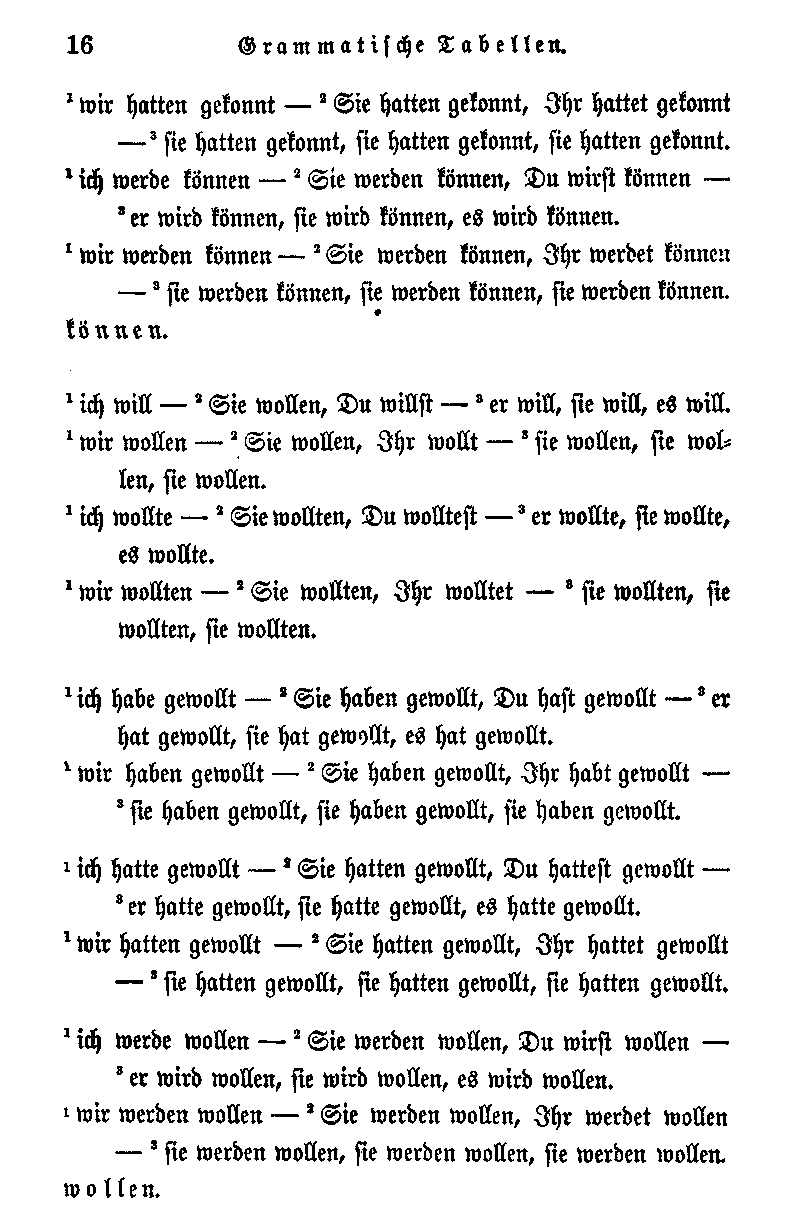 16 Grammatische Tabellen.
¹ wir hatten gekonnt — ² Sie hatten gekonnt, Ihr hattet gekonnt
— ³ sie hatten gekonnt, sie hatten gekonnt, sie hatten gekonnt.
¹ ich werde können — ² Sie werden können, Du wirst können —
³ er wird können, sie wird können, es wird können.
¹ wir werden können — ² Sie werden können, Ihr werdet können
— ³ sie werden können, sie werden können, sie werden können.
können.
¹ ich will — ² Sie wollen, Du willst — ³ er will, sie will, es will.
¹ wir wollen — ² Sie wollen, Ihr wollt — ³ sie wollen, sie wol-
len, sie wollen.
¹ ich wollte — ² Sie wollten, Du wolltest — ³ er wollte, sie wollte,
es wollte.
¹ wir wollten — ² Sie wollten, Ihr wolltet — ³ sie wollten, sie
wollten, sie wollten.
¹ ich habe gewollt — ² Sie haben gewollt, Du hast gewollt — ³ er
hat gewollt, sie hat gewollt, es hat gewollt.
¹ wir haben gewollt — ² Sie haben gewollt, Ihr habt gewollt —
³ sie haben gewollt, sie haben gewollt, sie haben gewollt.
¹ ich hatte gewollt — ² Sie hatten gewollt, Du hattest gewollt —
³ er hatte gewollt, sie hatte gewollt, es hatte gewollt.
¹ wir hatten gewollt — ² Sie hatten gewollt, Ihr hattet gewollt
— ³ sie hatten gewollt, sie hatten gewollt, sie hatten gewollt.
¹ ich werde wollen — ² Sie werden wollen, Du wirst wollen —
³ er wird wollen, sie wird wollen, es wird wollen.
¹ wir werden wollen — ² Sie werden wollen, Ihr werdet wollen
— ³ sie werden wollen, sie werden wollen, sie werden wollen.
wollen.